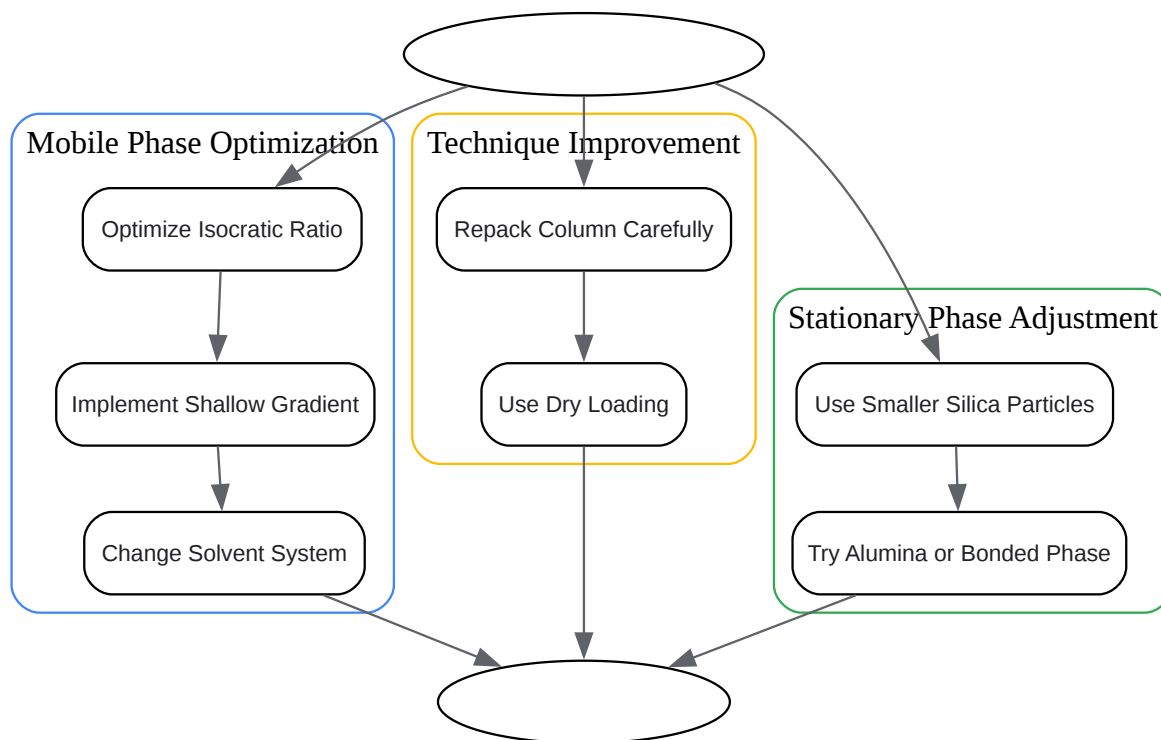 Mobile Phase Optimization
Optimize Isocratic Ratio
Implement Shallow Gradient
Change Solvent System
Technique Improvement
Repack Column Carefully
Use Dry Loading
Stationary Phase Adjustment
Use Smaller Silica Particles
Try Alumina or Bonded Phase